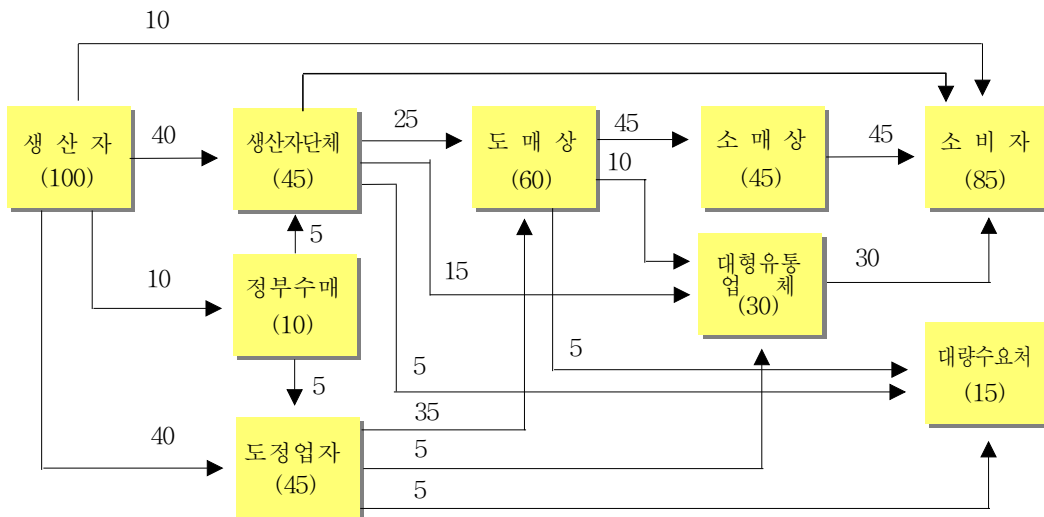 10
생 산 자
(100)
40
생산자단체
(45)
25
도 매 상
(60)
45
10
소 매 상
(45)
45
소 비 자
(85)
5
15
10
정부수매
(10)
대형유통
업 체
(30)
30
5
5
5
대량수요처
(15)
40
도정업자
(45)
35
5
5